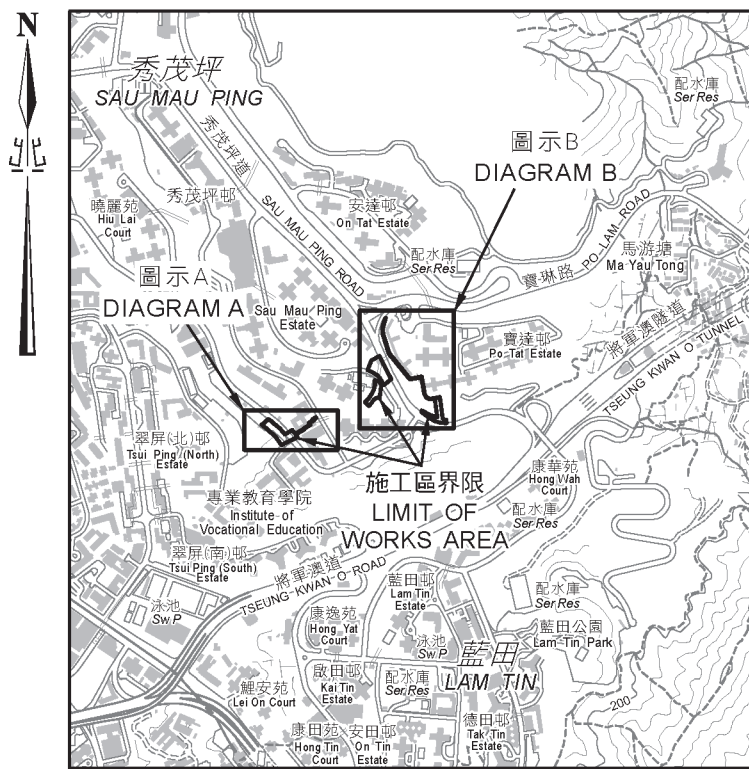 N
秀茂坪
SAU MAU PING
配水庫
Ser Res
圖示B
DIAGRAM B
秀茂坪道
曉麗苑
Hiu Lai
Court
秀茂坪邨
安達邨
On Tat Estate
SAU MAU PING ROAD
配水庫
Ser Res
寶琳路
PO LAM ROAD
馬游塘
Ma Yau Tong
圖示A
DIAGRAM A
Sau Mau Ping
Estate
寶達邨
Po Tat Estate
將軍澳隧道
TSEUNG KWAN O TUNNEL
翠屏(北)邨
Tsui Ping (North)
Estate
施工區界限
LIMIT OF
WORKS AREA
康華苑
Hong Wah
Court
配水庫
Ser Res
專業教育學院
Institute of
Vocational Education
翠屏(南)邨
Tsui Ping (South)
Estate
將軍澳道
TSEUNG KWAN O ROAD
泳池
Sw P
藍田邨
Lam Tin
Estate
配水庫
Ser Res
康逸苑
Hong Yat
Court
泳池
Sw P
藍田公園
Lam Tin Park
藍田
LAM TIN
啟田邨
Kai Tin
Estate
配水庫
Ser Res
鯉安苑
Lei On Court
200
康田苑
Hong Tin
Court
安田邨
On Tin
Estate
德田邨
Tak Tin
Estate